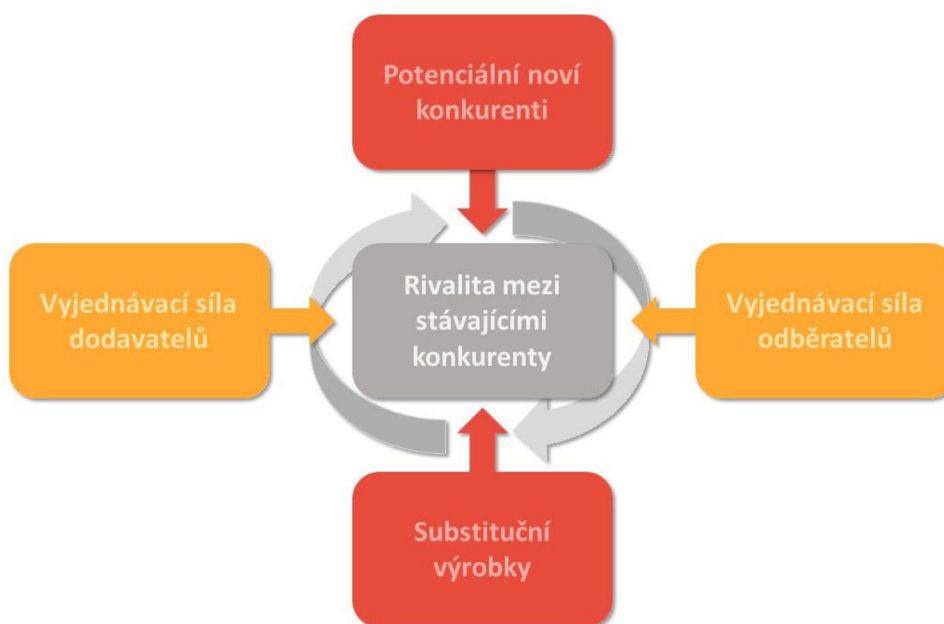 Potenciální noví
konkurenti
Vyjednávací síla
dodavatelů
Rivalita mezi
stávajícími
konkurenty
Vyjednávací síla
odběratelů
Substituční
výrobky